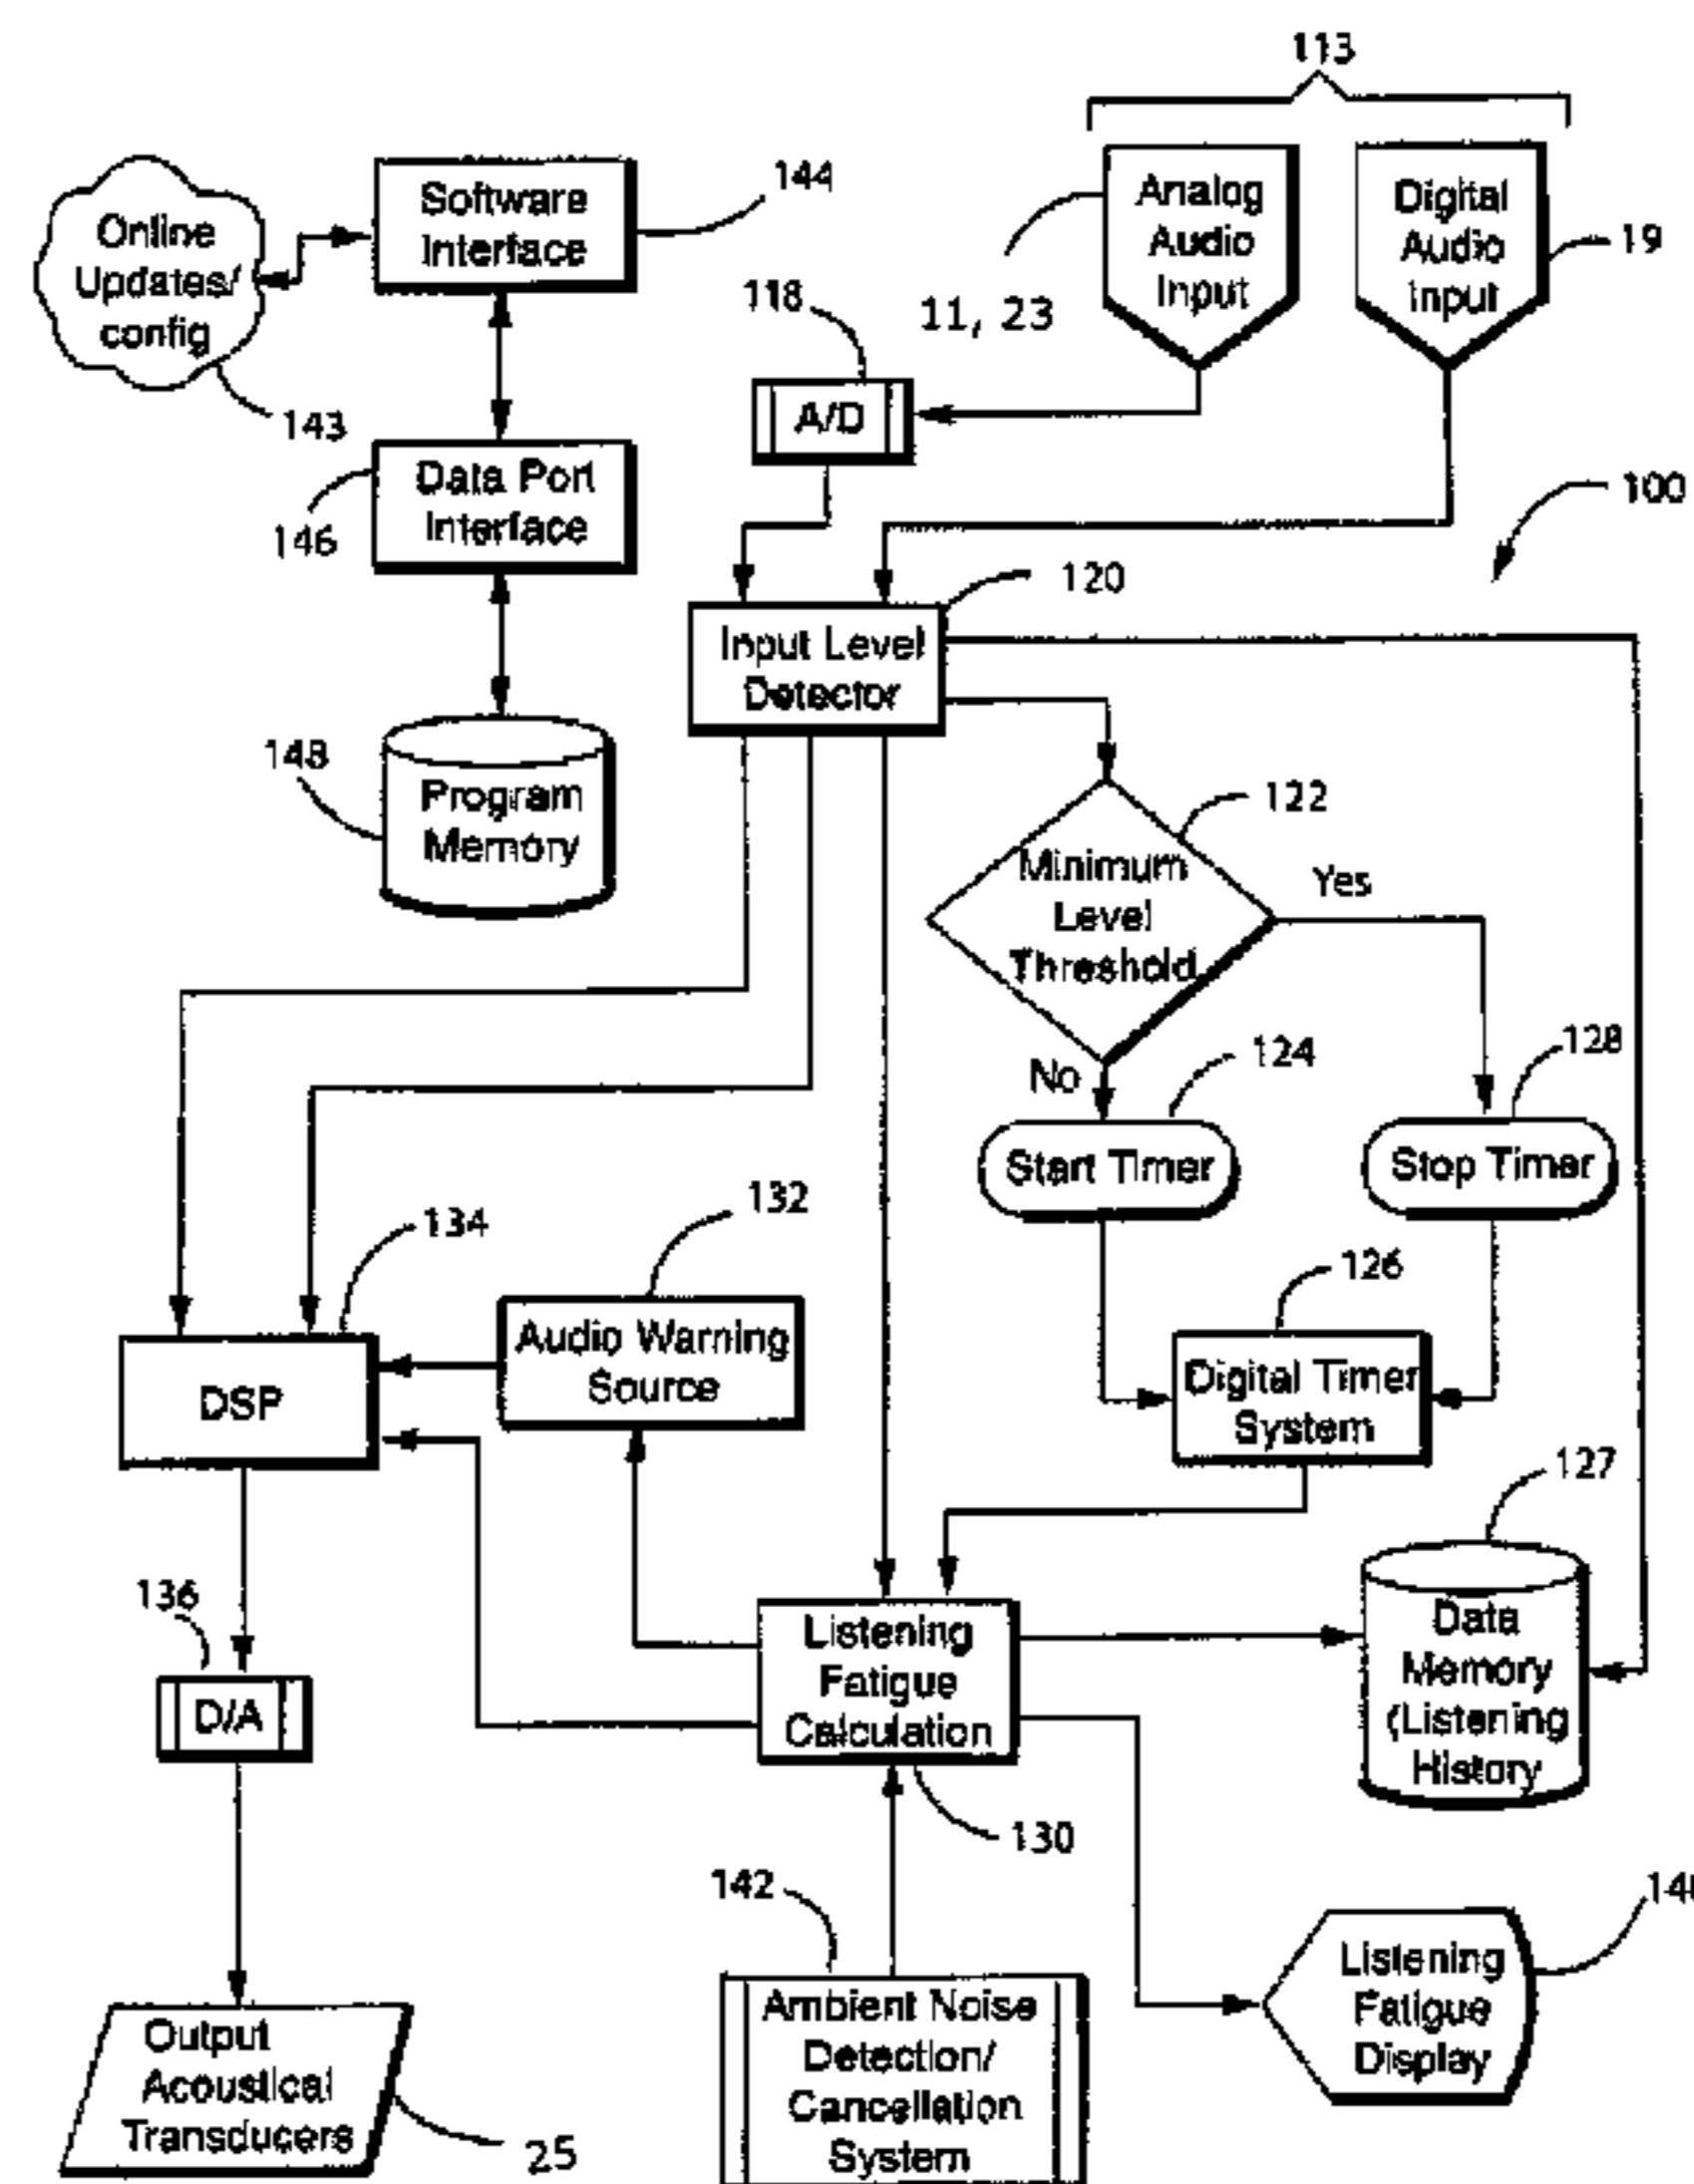 113
Online
Updates/
config
143
Software
Interface
144
Analog
Audio
Input
11, 23
Digital
Audio
Input
19
118
A/D
100
Data Port
Interface
146
120
Input Level
Detector
148
Program
Memory
122
Minimum
Level
Threshold
Yes
No
124
128
Start Timer
Stop Timer
134
132
126
Audio Warning
Source
DSP
Digital Timer
System
127
136
D/A
Listening
Fatigue
Calculation
130
Data
Memory
(Listening
History
142
Ambient Noise
Detection/
Cancellation
System
Listening
Fatigue
Display
Output
Acoustical
Transducers
25